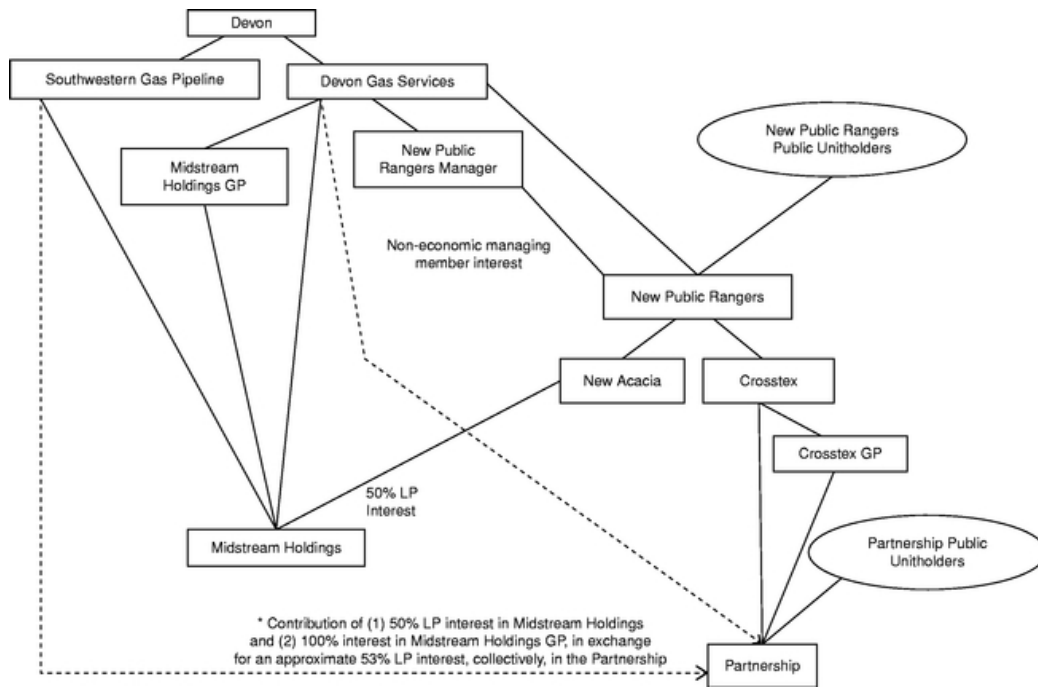 Devon
Southwestern Gas Pipeline
Devon Gas Services
New Public Rangers
Public Unitholders
Midstream
Holdings GP
New Public
Rangers Manager
Non-economic managing
member interest
New Public Rangers
New Acacia
Crosstex
Crosstex GP
50% LP
Interest
Midstream Holdings
Partnership Public
Unitholders
* Contribution of (1) 50% LP interest in Midstream Holdings
and (2) 100% interest in Midstream Holdings GP, in exchange
for an approximate 53% LP interest, collectively, in the Partnership
Partnership